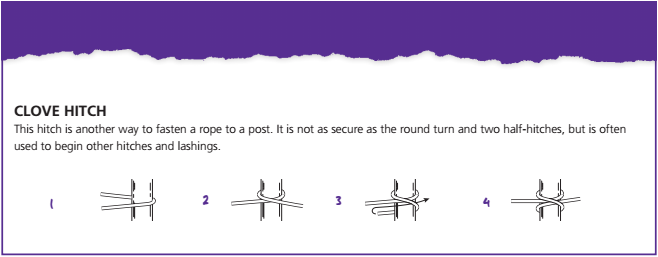 CLOVE HITCH
This hitch is another way to fasten a rope to a post. It is not as secure as the round turn and two half-hitches, but is often
used to begin other hitches and lashings.
1 2 3 4